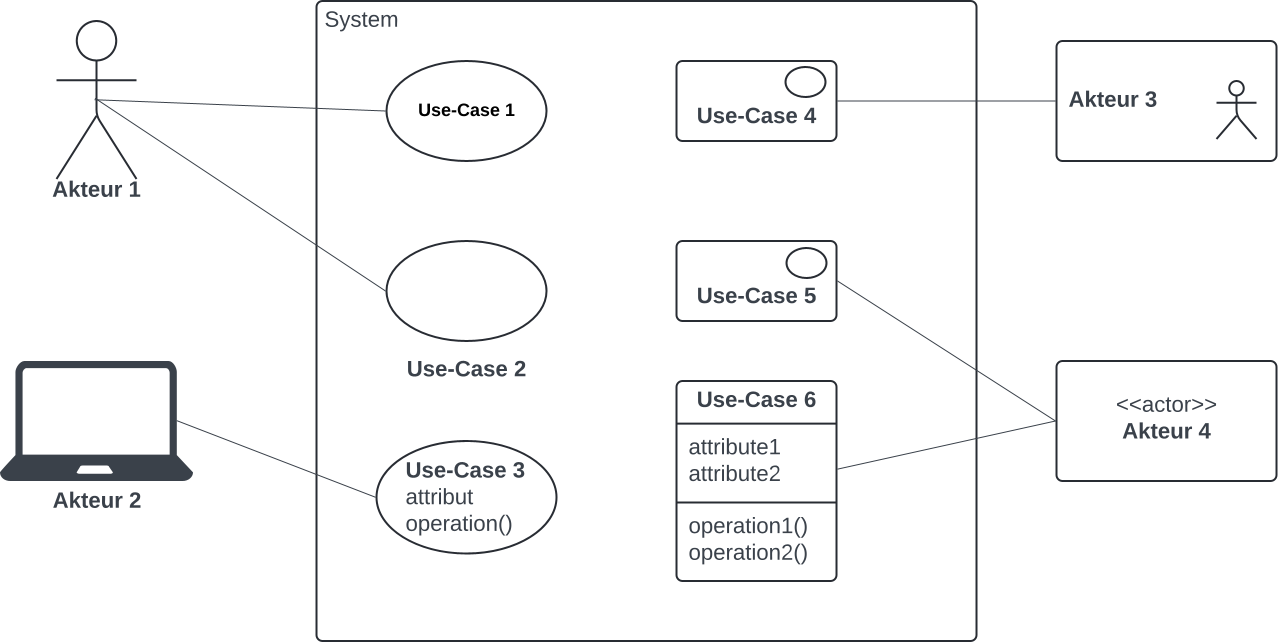 System
Use-Case 1
Use-Case 4
Akteur 3
Akteur 1
Use-Case 2
Use-Case 5
Akteur 2
Use-Case 3
attribut
operation()
Use-Case 6
attribute1
attribute2
operation1()
operation2()
<<actor>>
Akteur 4